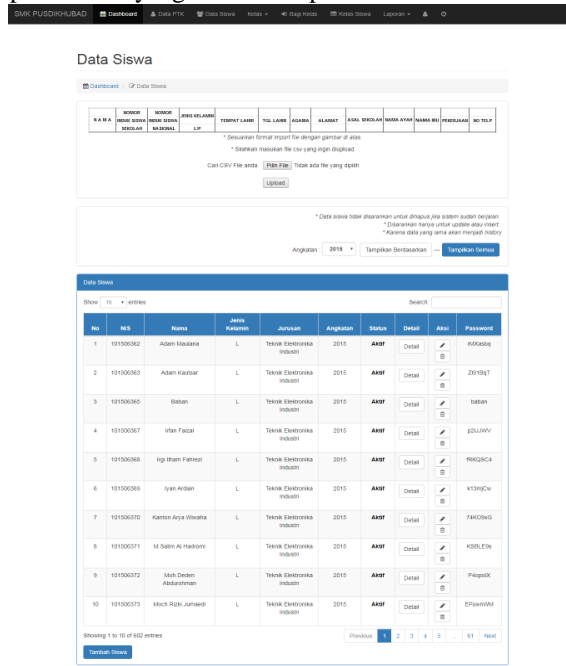 SMK PUSDIKHUBAD Dashboard Data PTK Data Siswa Kelas Bagi Kelas Kelas Siswa Laporan
Data Siswa
Dashboard / Data Siswa
N A M A NOMOR INDUK SISWA SEKOLAH NOMOR INDUK SISWA NASIONAL JENIS KELAMIN L/P TEMPAT LAHIR TGL LAHIR AGAMA ALAMAT ASAL SEKOLAH NAMA AYAH NAMA IBU PEKERJAAN NO TELP
* Sesuaikan format import file dengan gambar di atas.
* Silahkan masukan file csv yang ingin diupload
Cari CSV File anda : Pilih File Tidak ada file yang dipilih
Upload
* Data siswa tidak disarankan untuk dihapus jika sistem sudah berjalan.
* Disarankan hanya untuk update atau insert.
* Karena data yang lama akan menjadi history
Angkatan : 2015 Tampilkan Berdasarkan — Tampilkan Semua
Data Siswa
Show 10 entries Search:
No NIS Nama Jenis Kelamin Jurusan Angkatan Status Detail Aksi Password
1 101506362 Adam Maulana L Teknik Elektronika Industri 2015 Aktif Detail
2 101506363 Adam Kautsar L Teknik Elektronika Industri 2015 Aktif Detail ZI91BqT
3 101506365 Baban L Teknik Elektronika Industri 2015 Aktif Detail baban
4 101506367 Irfan Faizal L Teknik Elektronika Industri 2015 Aktif Detail
5 101506368 Irgi Ilham Fahrezi L Teknik Elektronika Industri 2015 Aktif Detail
6 101506369 Iyan Ardian L Teknik Elektronika Industri 2015 Aktif Detail k13mjCw
7 101506370 Kanton Arya Wiwaha L Teknik Elektronika Industri 2015 Aktif Detail
8 101506371 M.Salim Al Hadromi L Teknik Elektronika Industri 2015 Aktif Detail KSBLE9s
9 101506372 Moh.Deden Abdurohman L Teknik Elektronika Industri 2015 Aktif Detail
10 101506373 Moch.Rizki Jumaedi L Teknik Elektronika Industri 2015 Aktif Detail
Showing 1 to 10 of 602 entries Previous 1 2 3 4 5 ... 61 Next
Tambah Siswa